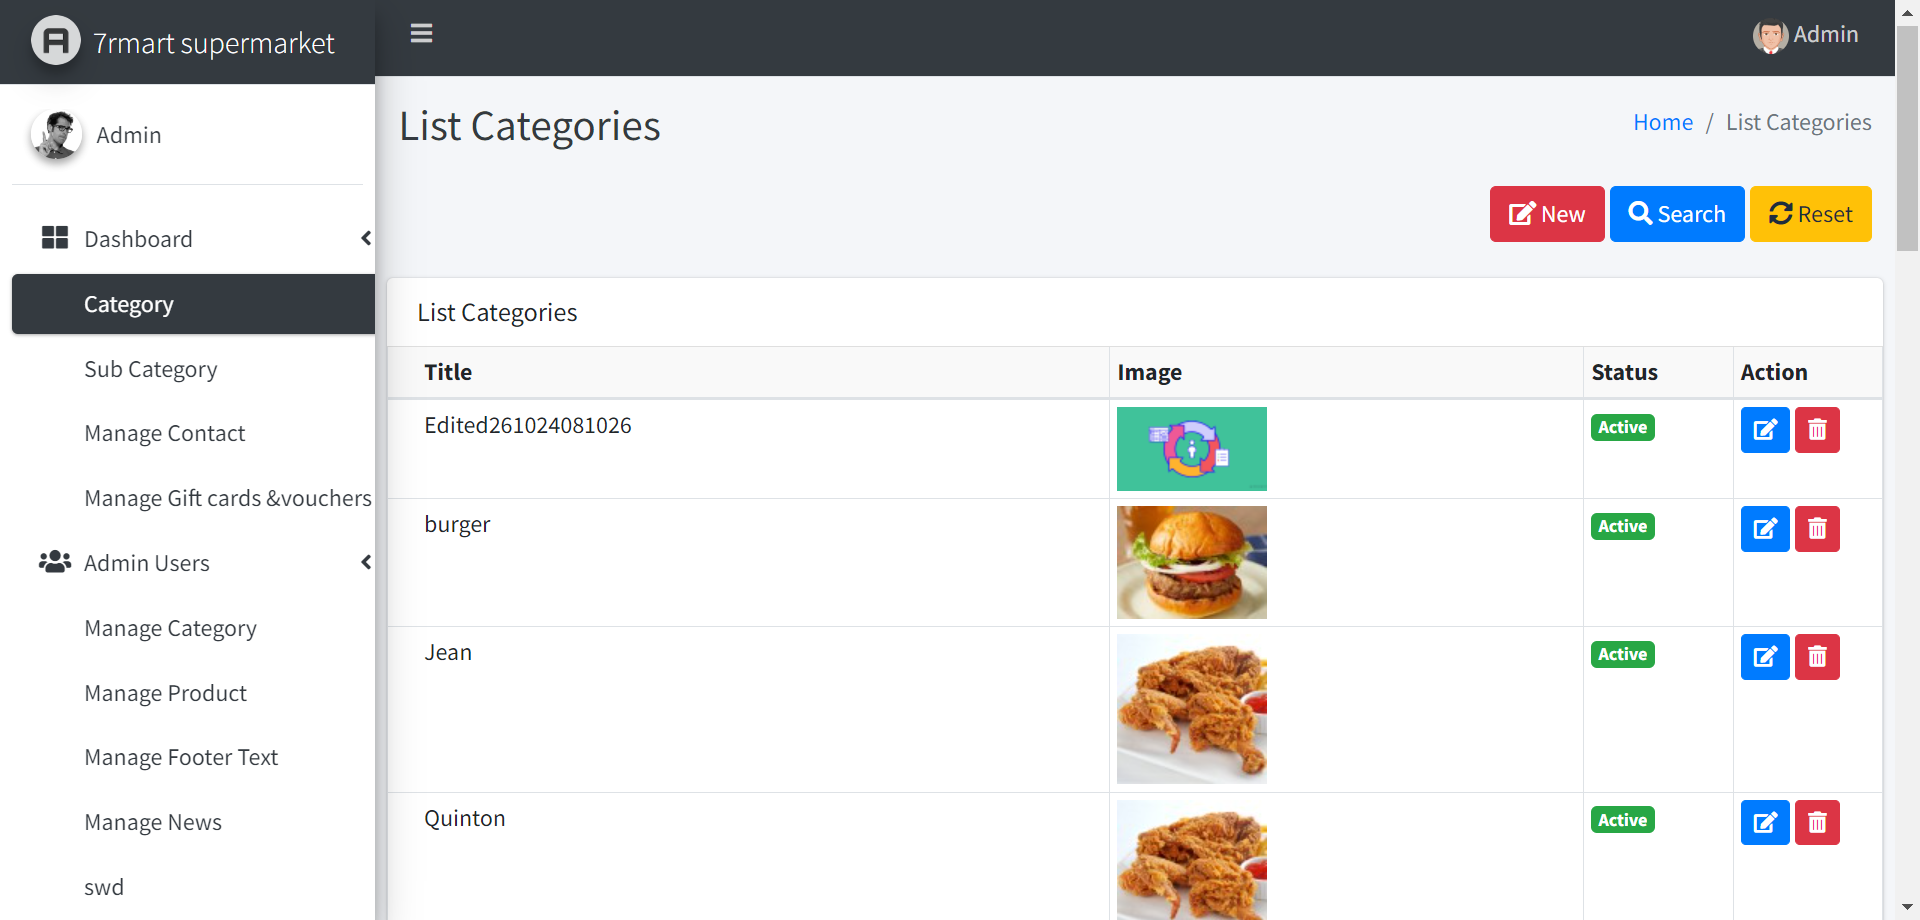 7rmart supermarket
Admin
Admin
Dashboard
Category
Sub Category
Manage Contact
Manage Gift cards &vouchers
Admin Users
Manage Category
Manage Product
Manage Footer Text
Manage News
swd
List Categories
Home / List Categories
New Search Reset
List Categories
Title Image Status Action
Edited261024081026 Active
burger Active
Jean Active
Quinton Active